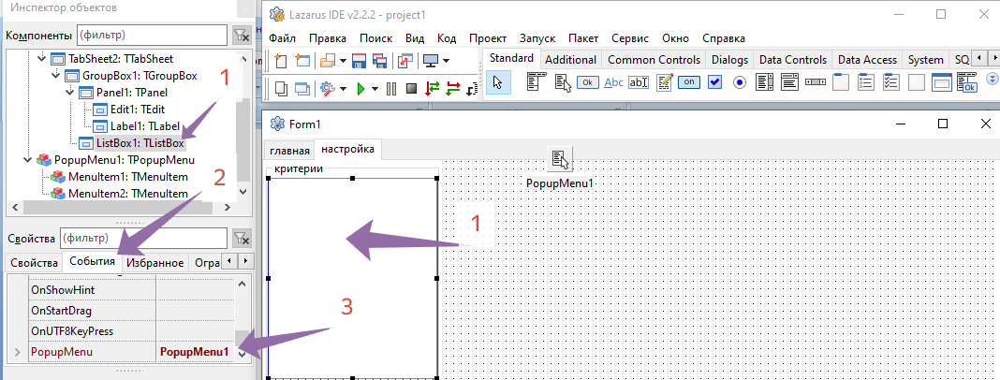 Инспектор объектов
Компоненты (фильтр)
TabSheet2: TTabSheet
GroupBox1: TGroupBox
Panel1: TPanel
Edit1: TEdit
Label1: TLabel
ListBox1: TListBox
PopupMenu1: TPopupMenu
MenuItem1: TMenuItem
MenuItem2: TMenuItem
1
2
Свойства (фильтр)
Свойства События Избранное Огра
OnShowHint
OnStartDrag
OnUTF8KeyPress
PopupMenu PopupMenu1
3
Lazarus IDE v2.2.2 - project1
Файл Правка Поиск Вид Код Проект Запуск Пакет Сервис Окно Справка
Standard Additional Common Controls Dialogs Data Controls Data Access System SQ
Ok Abc ab on Ok
Form1
главная настройка
критерии
PopupMenu1
1